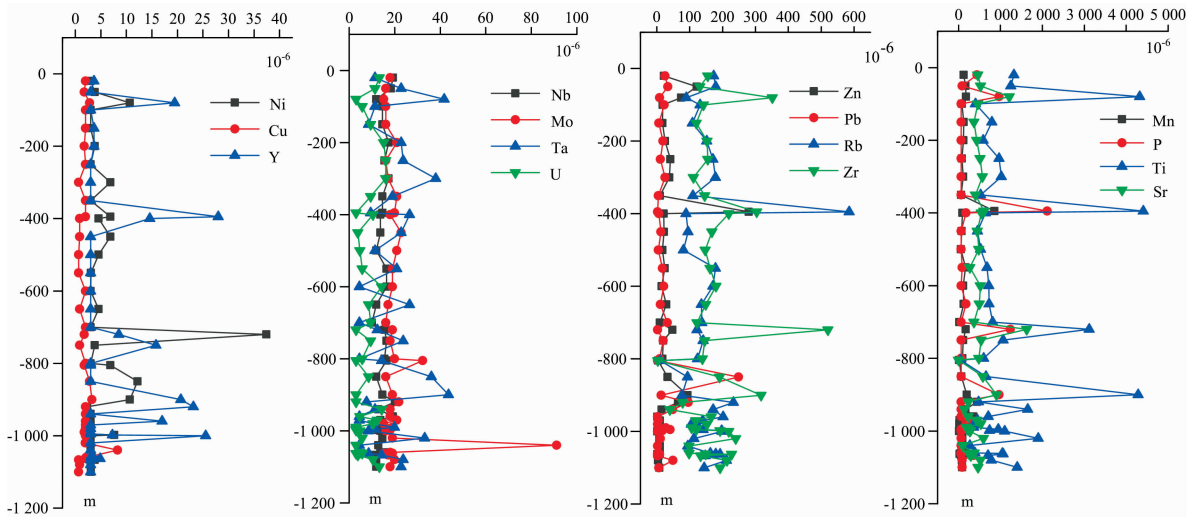 0 5 10 15 20 25 30 35 40
10⁻⁶
0
-200
-400
-600
-800
-1 000
-1 200
Ni
Cu
Y
m
0 20 40 60 80 100
10⁻⁶
0
-200
-400
-600
-800
-1 000
-1 200
Nb
Mo
Ta
U
m
0 100 200 300 400 500 600
10⁻⁶
0
-200
-400
-600
-800
-1 000
-1 200
Zn
Pb
Rb
Zr
m
0 1 000 2 000 3 000 4 000 5 000
10⁻⁶
0
-200
-400
-600
-800
-1 000
-1 200
Mn
P
Ti
Sr
m